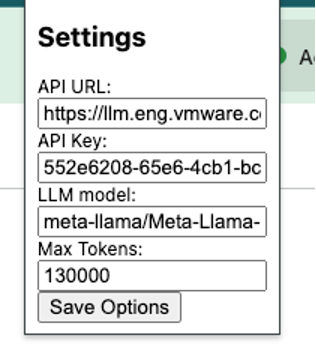 Settings
API URL:
https://llm.eng.vmware.c
API Key:
552e6208-65e6-4cb1-bc
LLM model:
meta-llama/Meta-Llama-
Max Tokens:
130000
Save Options